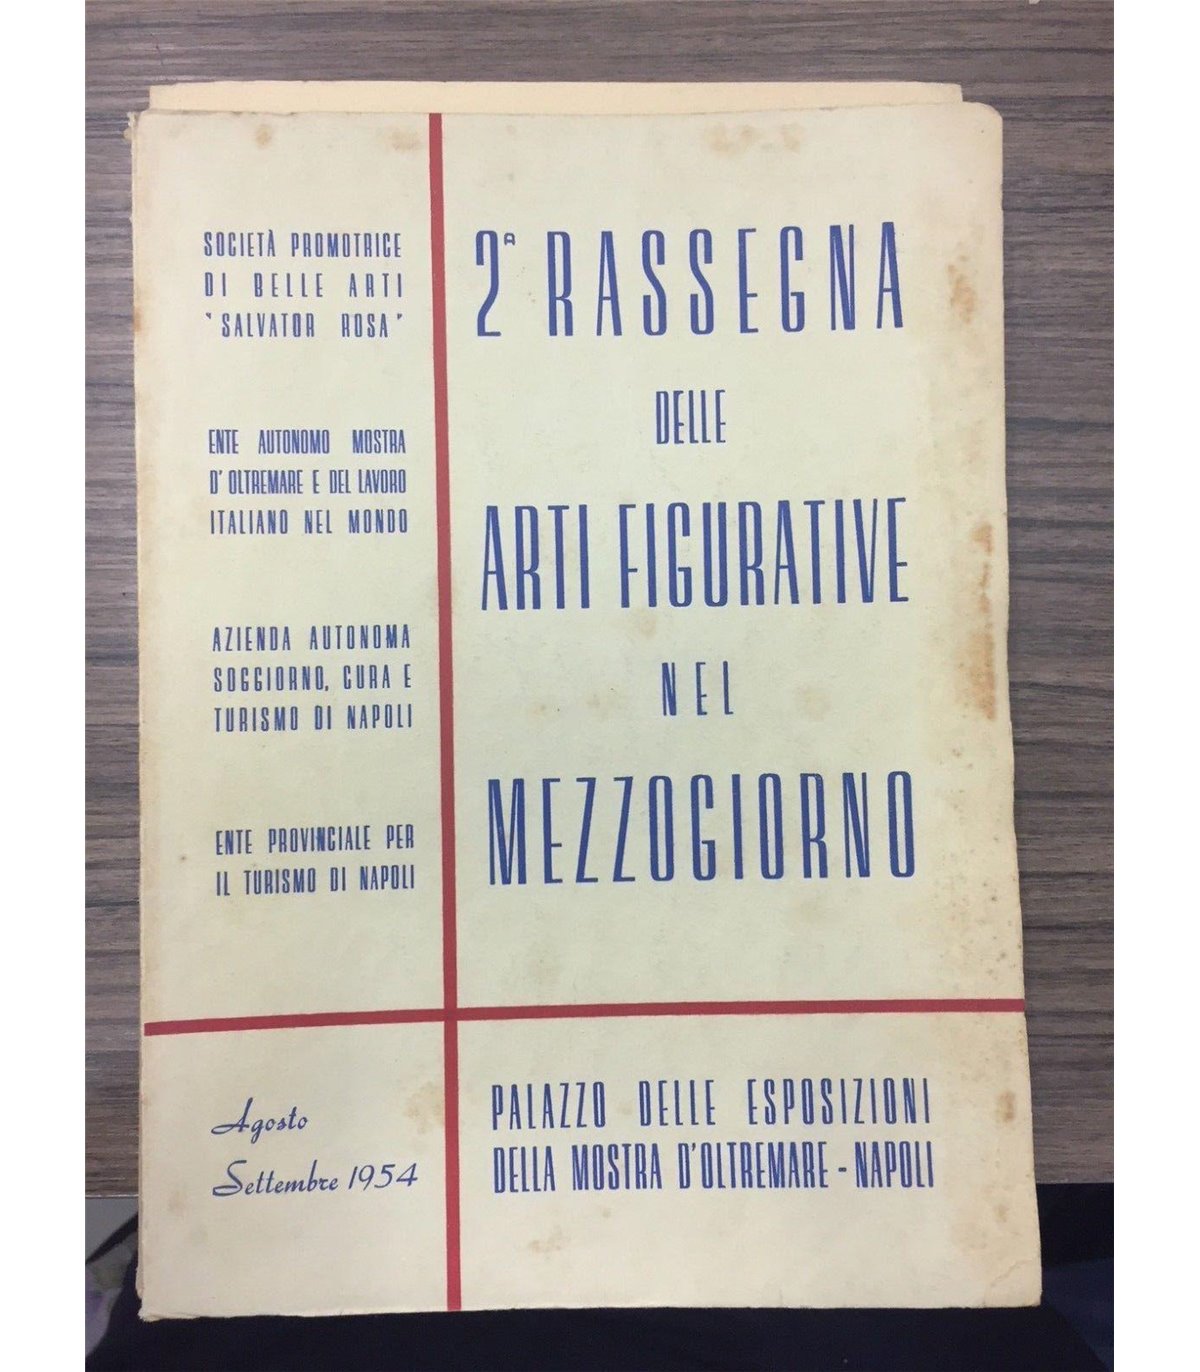 SOCIETÀ PROMOTRICE
DI BELLE ARTI
"SALVATOR ROSA"
ENTE AUTONOMO MOSTRA
D'OLTREMARE E DEL LAVORO
ITALIANO NEL MONDO
AZIENDA AUTONOMA
SOGGIORNO, CURA E
TURISMO DI NAPOLI
ENTE PROVINCIALE PER
IL TURISMO DI NAPOLI
2ª RASSEGNA
DELLE
ARTI FIGURATIVE
NEL
MEZZOGIORNO
Agosto
Settembre 1954
PALAZZO DELLE ESPOSIZIONI
DELLA MOSTRA D'OLTREMARE - NAPOLI